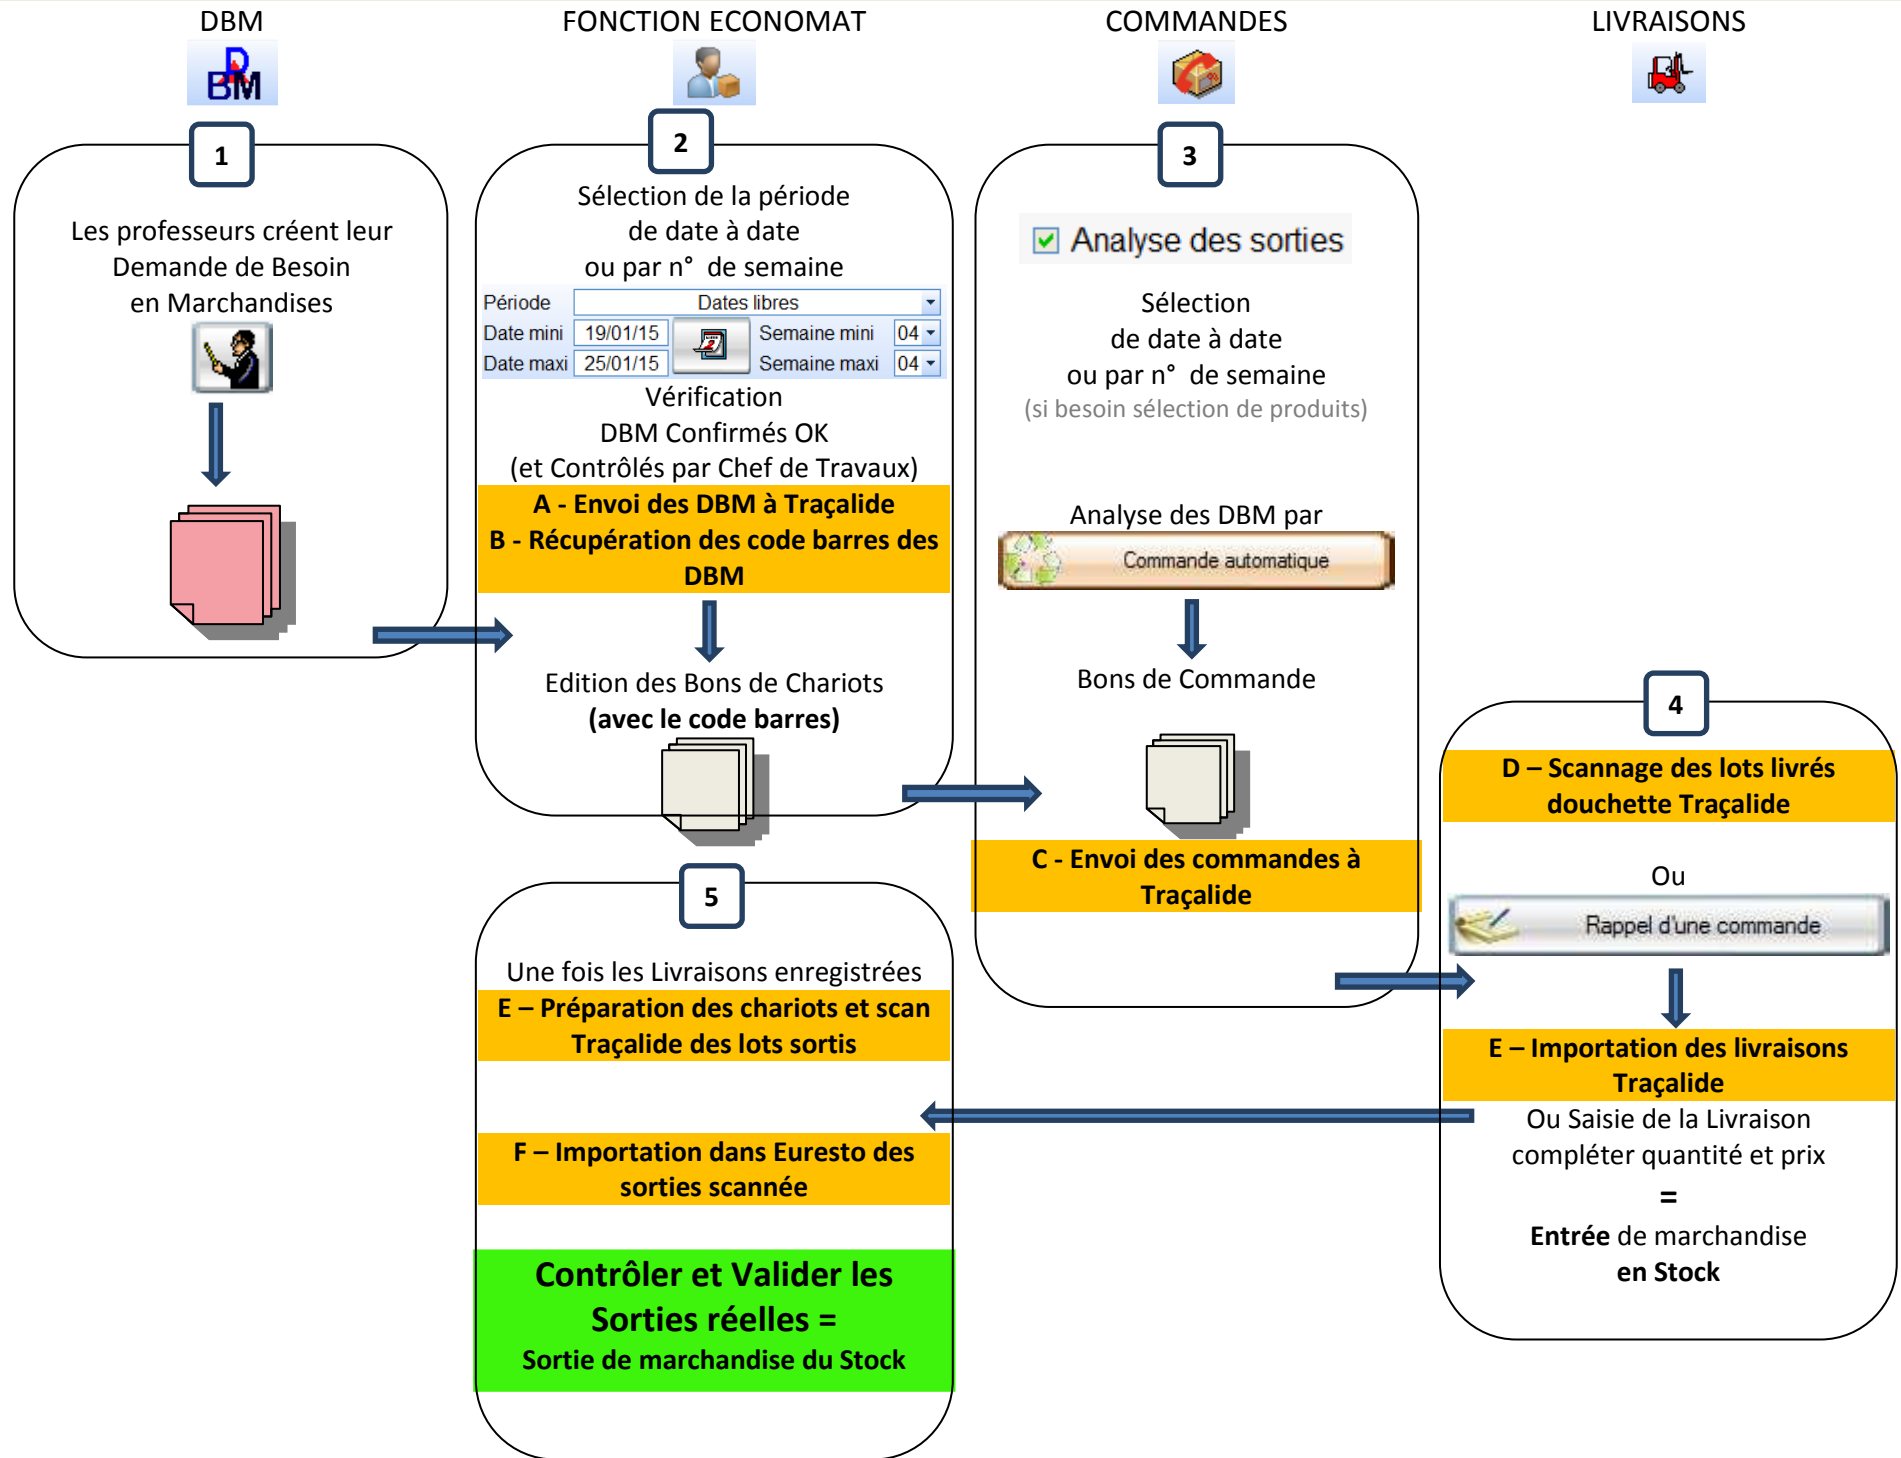 DBM
FONCTION ECONOMAT
COMMANDES
LIVRAISONS
DBM
1
Les professeurs créent leur
Demande de Besoin
en Marchandises
2
Sélection de la période
de date à date
ou par n° de semaine
Période Dates libres
Date mini 19/01/15 Semaine mini 04
Date maxi 25/01/15 Semaine maxi 04
Vérification
DBM Confirmés OK
(et Contrôlés par Chef de Travaux)
A - Envoi des DBM à Traçalide
B - Récupération des code barres des
DBM
Edition des Bons de Chariots
(avec le code barres)
3
Analyse des sorties
Sélection
de date à date
ou par n° de semaine
(si besoin sélection de produits)
Analyse des DBM par
Commande automatique
Bons de Commande
C - Envoi des commandes à
Traçalide
4
D – Scannage des lots livrés
douchette Traçalide
Ou
Rappel d'une commande
E – Importation des livraisons
Traçalide
Ou Saisie de la Livraison
compléter quantité et prix
=
Entrée de marchandise
en Stock
5
Une fois les Livraisons enregistrées
E – Préparation des chariots et scan
Traçalide des lots sortis
F – Importation dans Euresto des
sorties scannée
Contrôler et Valider les
Sorties réelles =
Sortie de marchandise du Stock